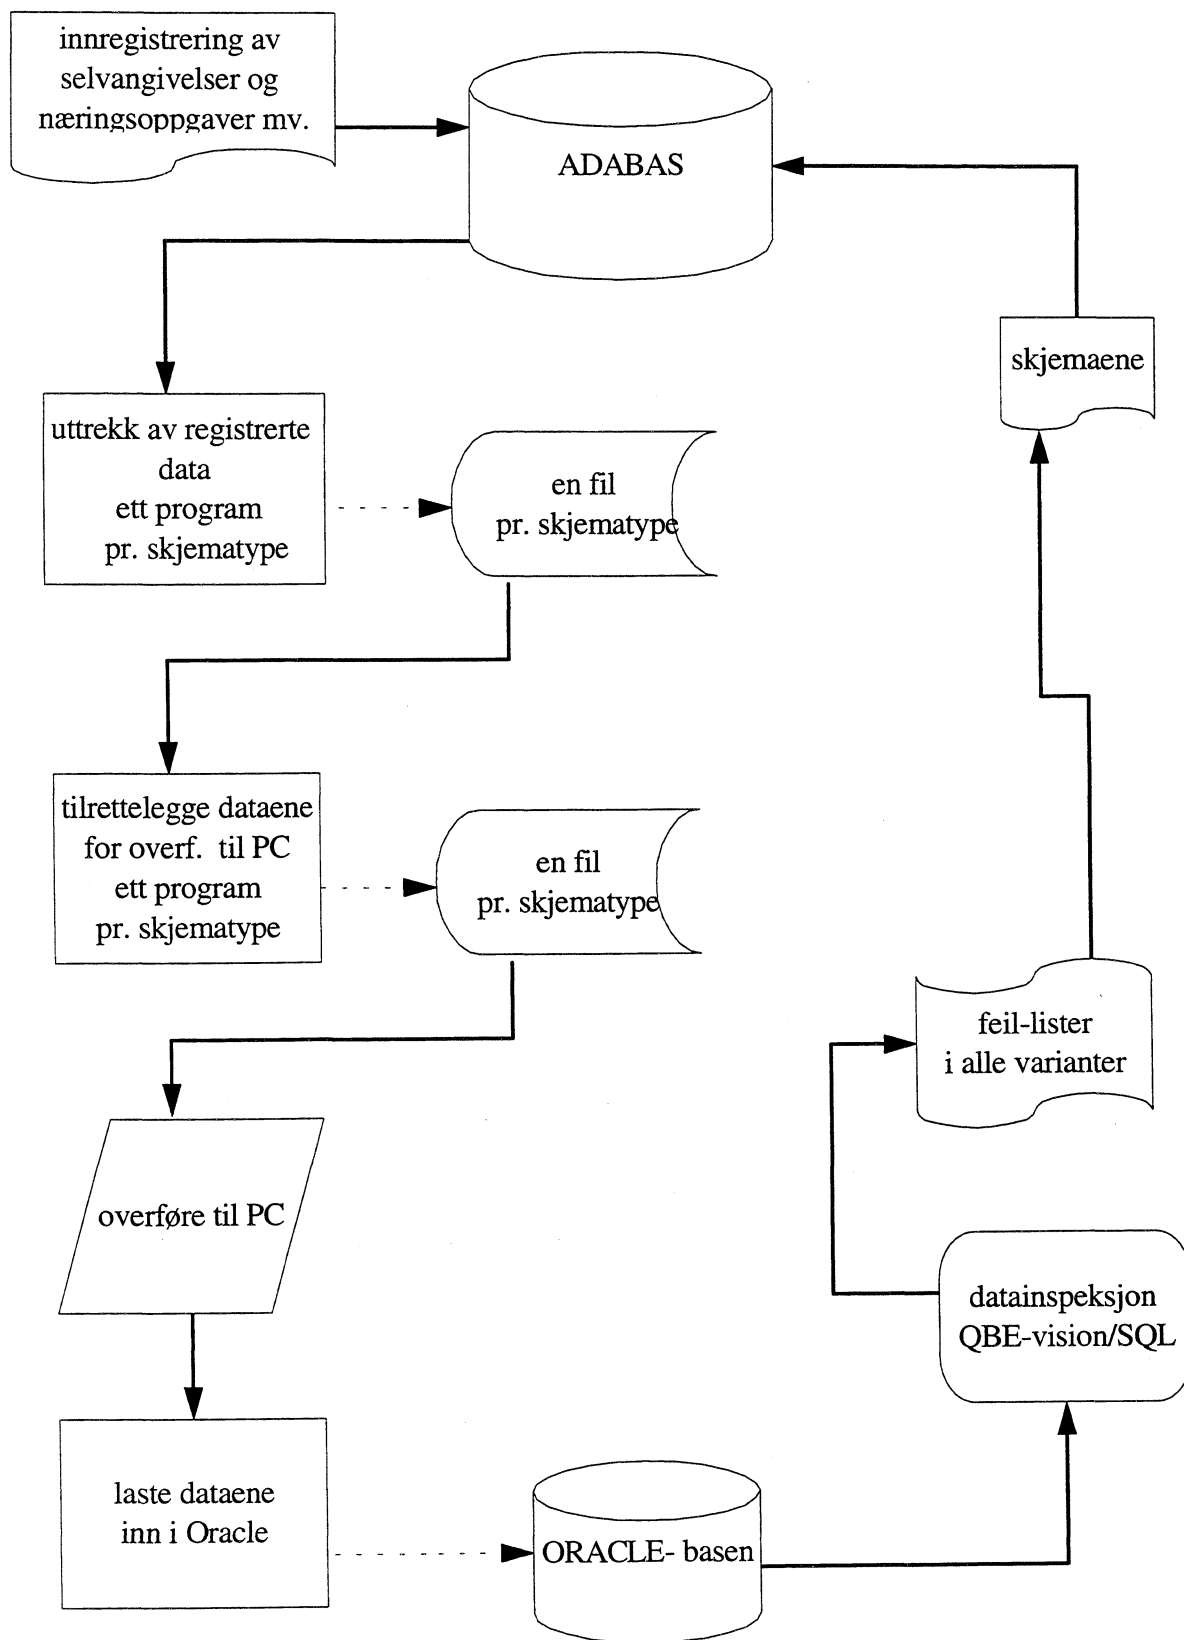 innregistrering av
selvangivelser og
næringsoppgaver mv.
ADABAS
skjemaene
uttrekk av registrerte
data
ett program
pr. skjematype
en fil
pr. skjematype
tilrettelegge dataene
for overf. til PC
ett program
pr. skjematype
en fil
pr. skjematype
feil-lister
i alle varianter
overføre til PC
datainspeksjon
QBE-vision/SQL
laste dataene
inn i Oracle
ORACLE- basen